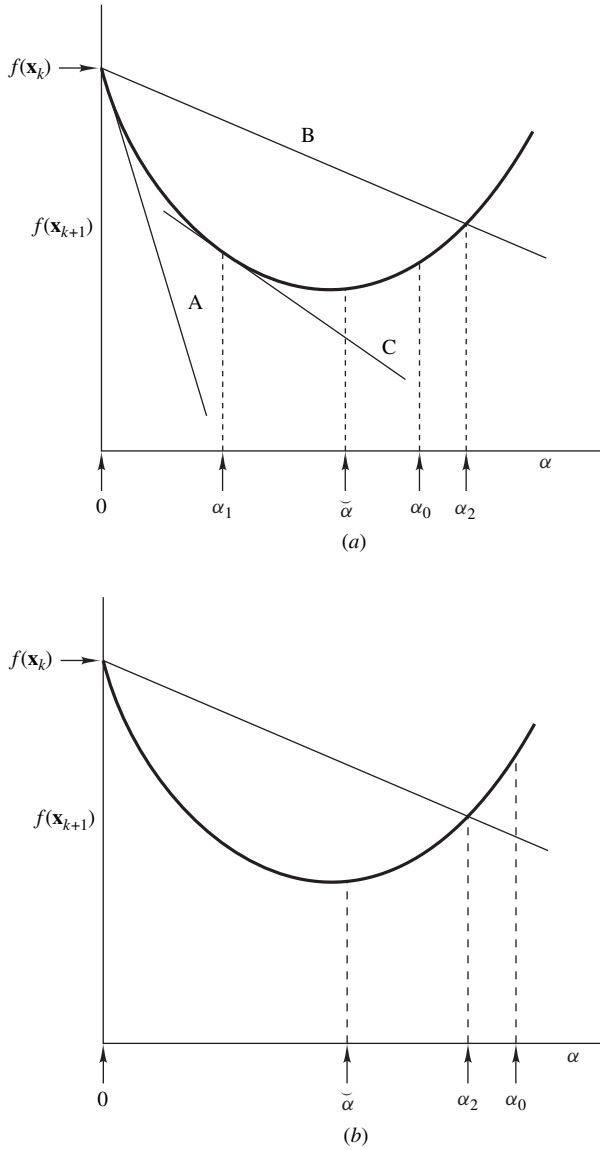 f(x_k)
B
f(x_{k+1})
A
C
α
0 α_1 ᾰ α_0 α_2
(a)
f(x_k)
f(x_{k+1})
α
0 ᾰ α_2 α_0
(b)